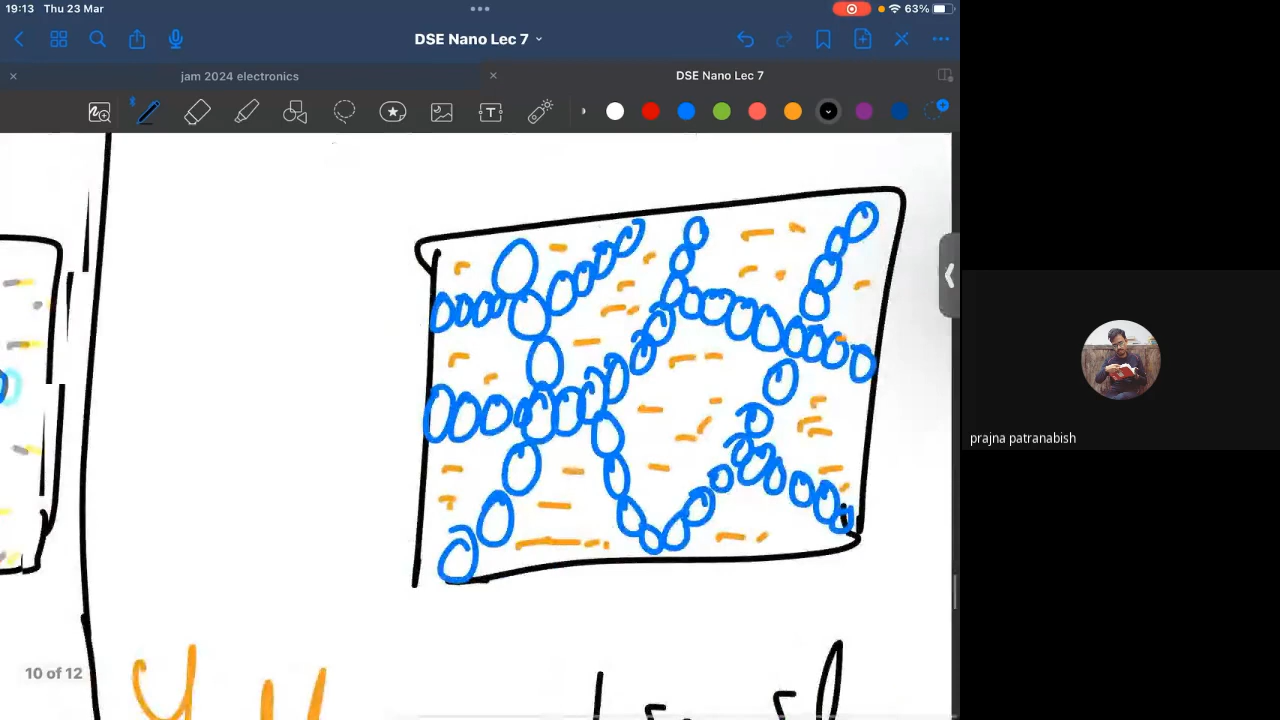 19:13 Thu 23 Mar
63%
DSE Nano Lec 7
jam 2024 electronics
DSE Nano Lec 7
T
prajna patranabish
10 of 12